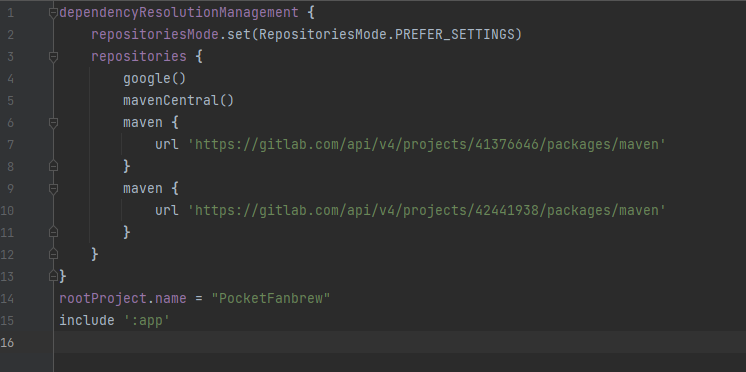 1 dependencyResolutionManagement {
2     repositoriesMode.set(RepositoriesMode.PREFER_SETTINGS)
3     repositories {
4         google()
5         mavenCentral()
6         maven {
7             url 'https://gitlab.com/api/v4/projects/41376646/packages/maven'
8         }
9         maven {
10             url 'https://gitlab.com/api/v4/projects/42441938/packages/maven'
11         }
12     }
13 }
14 rootProject.name = "PocketFanbrew"
15 include ':app'
16